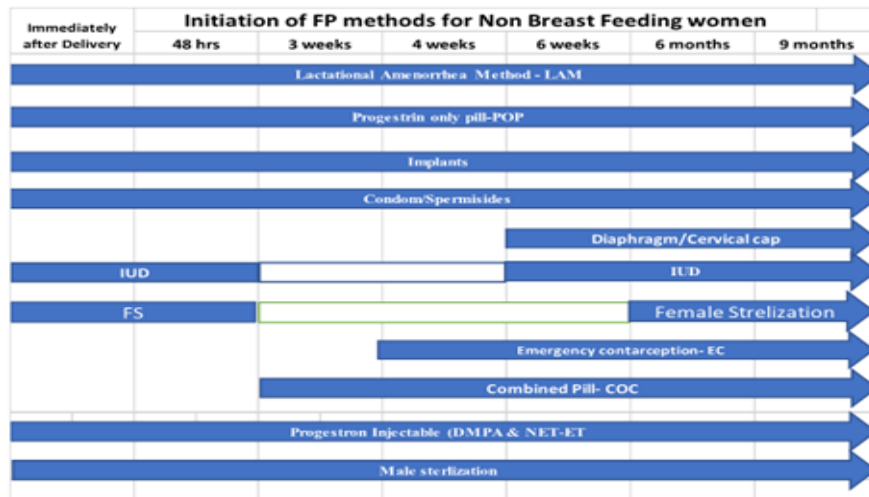 Initiation of FP methods for Non Breast Feeding women
Immediately
after Delivery
48 hrs
3 weeks
4 weeks
6 weeks
6 months
9 months
Lactational Amenorrhea Method - LAM
Progestrin only pill-POP
Implants
Condom/Spermisides
Diaphragm/Cervical cap
IUD
IUD
FS
Female Strelization
Emergency contarception- EC
Combined Pill- COC
Progestron Injectable (DMPA & NET-ET
Male sterlization